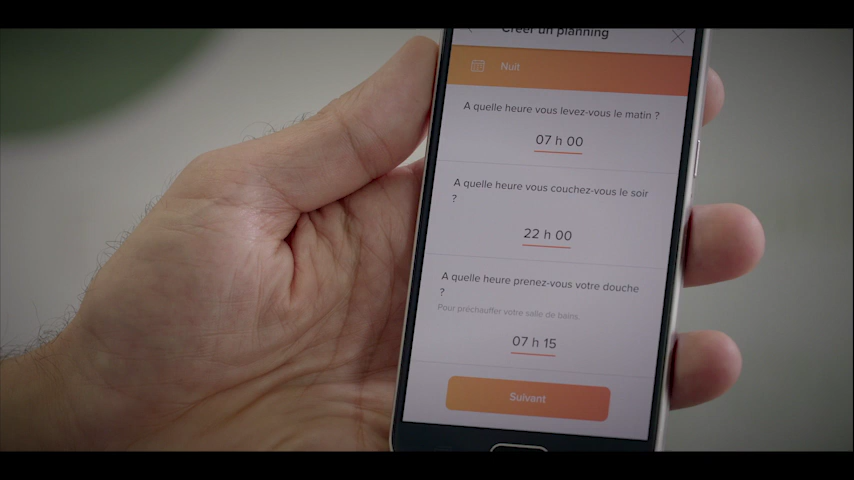 Créer un planning
Nuit
A quelle heure vous levez-vous le matin ?
07 h 00
A quelle heure vous couchez-vous le soir
?
22 h 00
A quelle heure prenez-vous votre douche
?
Pour préchauffer votre salle de bains.
07 h 15
Suivant